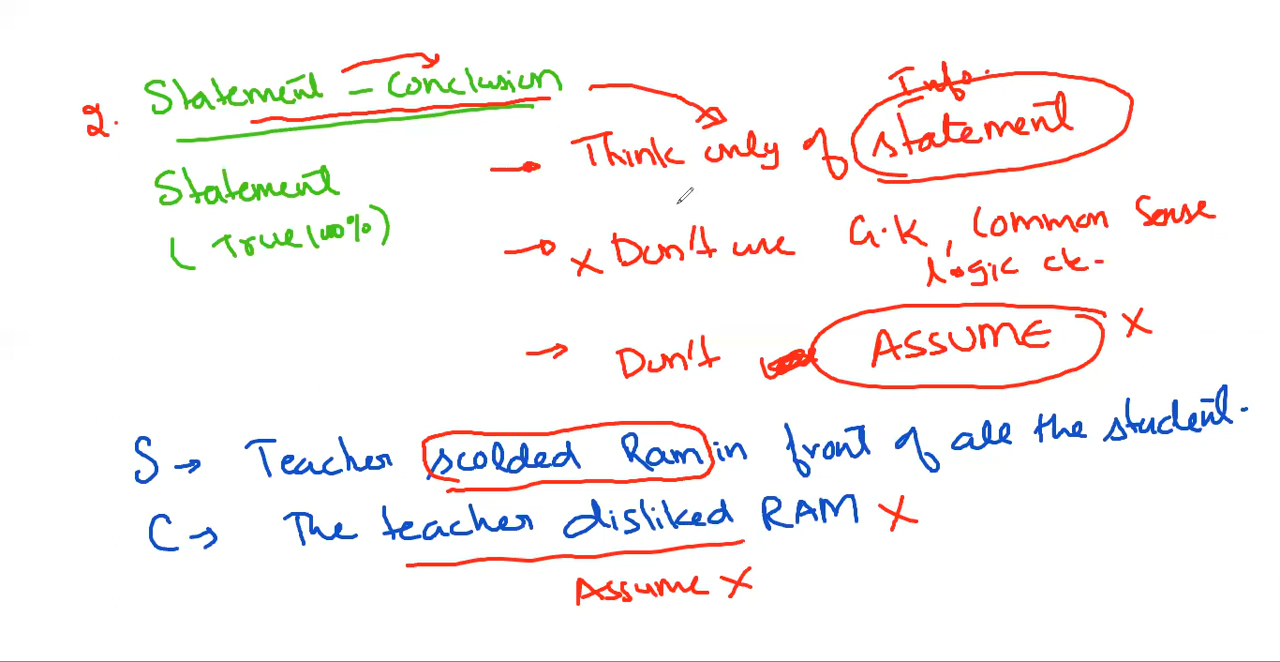 2. Statement - Conclusion
Info.
→ Think only of statement
Statement
( True 100%)
→ x Don't use G.K, Common Sense
logic etc-
→ Don't ASSUME X
S → Teacher scolded Ram in front of all the student.
C → The teacher disliked RAM X
Assume X